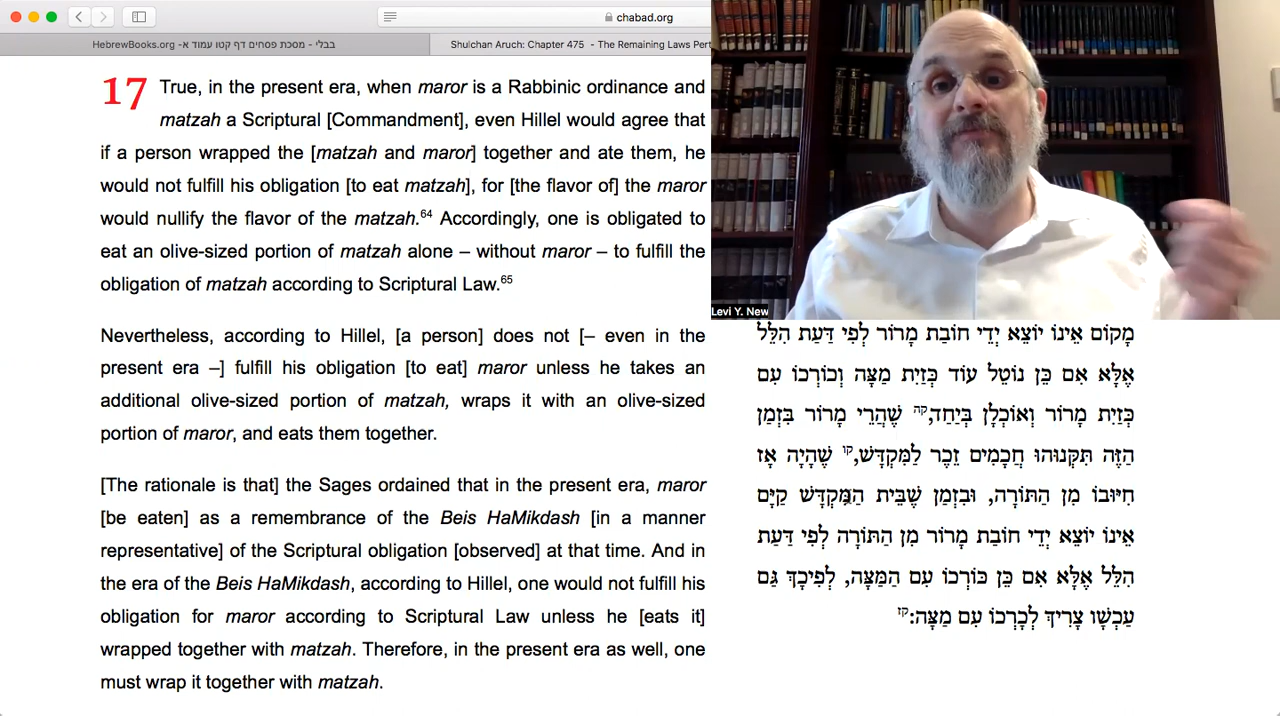 chabad.org
HebrewBooks.org -בבלי - מסכת פסחים דף קטו עמוד א
Shulchan Aruch: Chapter 475 - The Remaining Laws Pert
17 True, in the present era, when maror is a Rabbinic ordinance and
matzah a Scriptural [Commandment], even Hillel would agree that
if a person wrapped the [matzah and maror] together and ate them, he
would not fulfill his obligation [to eat matzah], for [the flavor of] the maror
would nullify the flavor of the matzah.64 Accordingly, one is obligated to
eat an olive-sized portion of matzah alone – without maror – to fulfill the
obligation of matzah according to Scriptural Law.65
Nevertheless, according to Hillel, [a person] does not [– even in the
present era –] fulfill his obligation [to eat] maror unless he takes an
additional olive-sized portion of matzah, wraps it with an olive-sized
portion of maror, and eats them together.
[The rationale is that] the Sages ordained that in the present era, maror
[be eaten] as a remembrance of the Beis HaMikdash [in a manner
representative] of the Scriptural obligation [observed] at that time. And in
the era of the Beis HaMikdash, according to Hillel, one would not fulfill his
obligation for maror according to Scriptural Law unless he [eats it]
wrapped together with matzah. Therefore, in the present era as well, one
must wrap it together with matzah.
Levi Y. New
מָקוֹם אֵינוֹ יוֹצֵא יְדֵי חוֹבַת מָרוֹר לְפִי דַּעַת הִלֵּל
אֶלָּא אִם כֵּן נוֹטֵל עוֹד כְּזַיִת מַצָּה וְכוֹרְכוֹ עִם
כְּזַיִת מָרוֹר וְאוֹכְלָן בְּיַחַד,קה שֶׁהֲרֵי מָרוֹר בִּזְמַן
הַזֶּה תִּקְּנוּהוּ חֲכָמִים זֵכֶר לַמִּקְדָּשׁ,קו שֶׁהָיָה אָז
חִיּוּבוֹ מִן הַתּוֹרָה, וּבִזְמַן שֶׁבֵּית הַמִּקְדָּשׁ קַיָּם
אֵינוֹ יוֹצֵא יְדֵי חוֹבַת מָרוֹר מִן הַתּוֹרָה לְפִי דַּעַת
הִלֵּל אֶלָּא אִם כֵּן כּוֹרְכוֹ עִם הַמַּצָּה, לְפִיכָךְ גַּם
עַכְשָׁו צָרִיךְ לְכָרְכוֹ עִם מַצָּה:קז